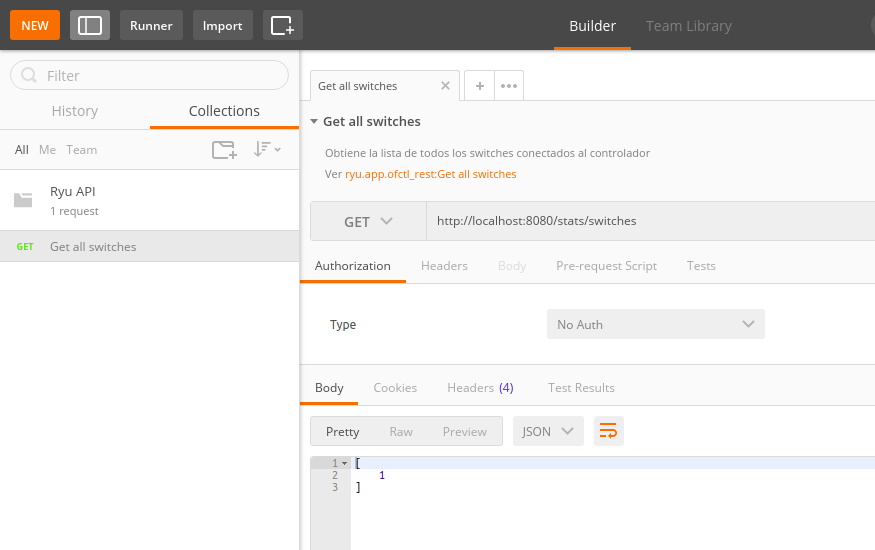 NEW Runner Import Builder Team Library
Filter
History Collections
All Me Team
Ryu API
1 request
GET Get all switches
Get all switches
Get all switches
Obtiene la lista de todos los switches conectados al controlador
Ver ryu.app.ofctl_rest:Get all switches
GET http://localhost:8080/stats/switches
Authorization Headers Body Pre-request Script Tests
Type No Auth
Body Cookies Headers (4) Test Results
Pretty Raw Preview JSON
1 [
2 1
3 ]